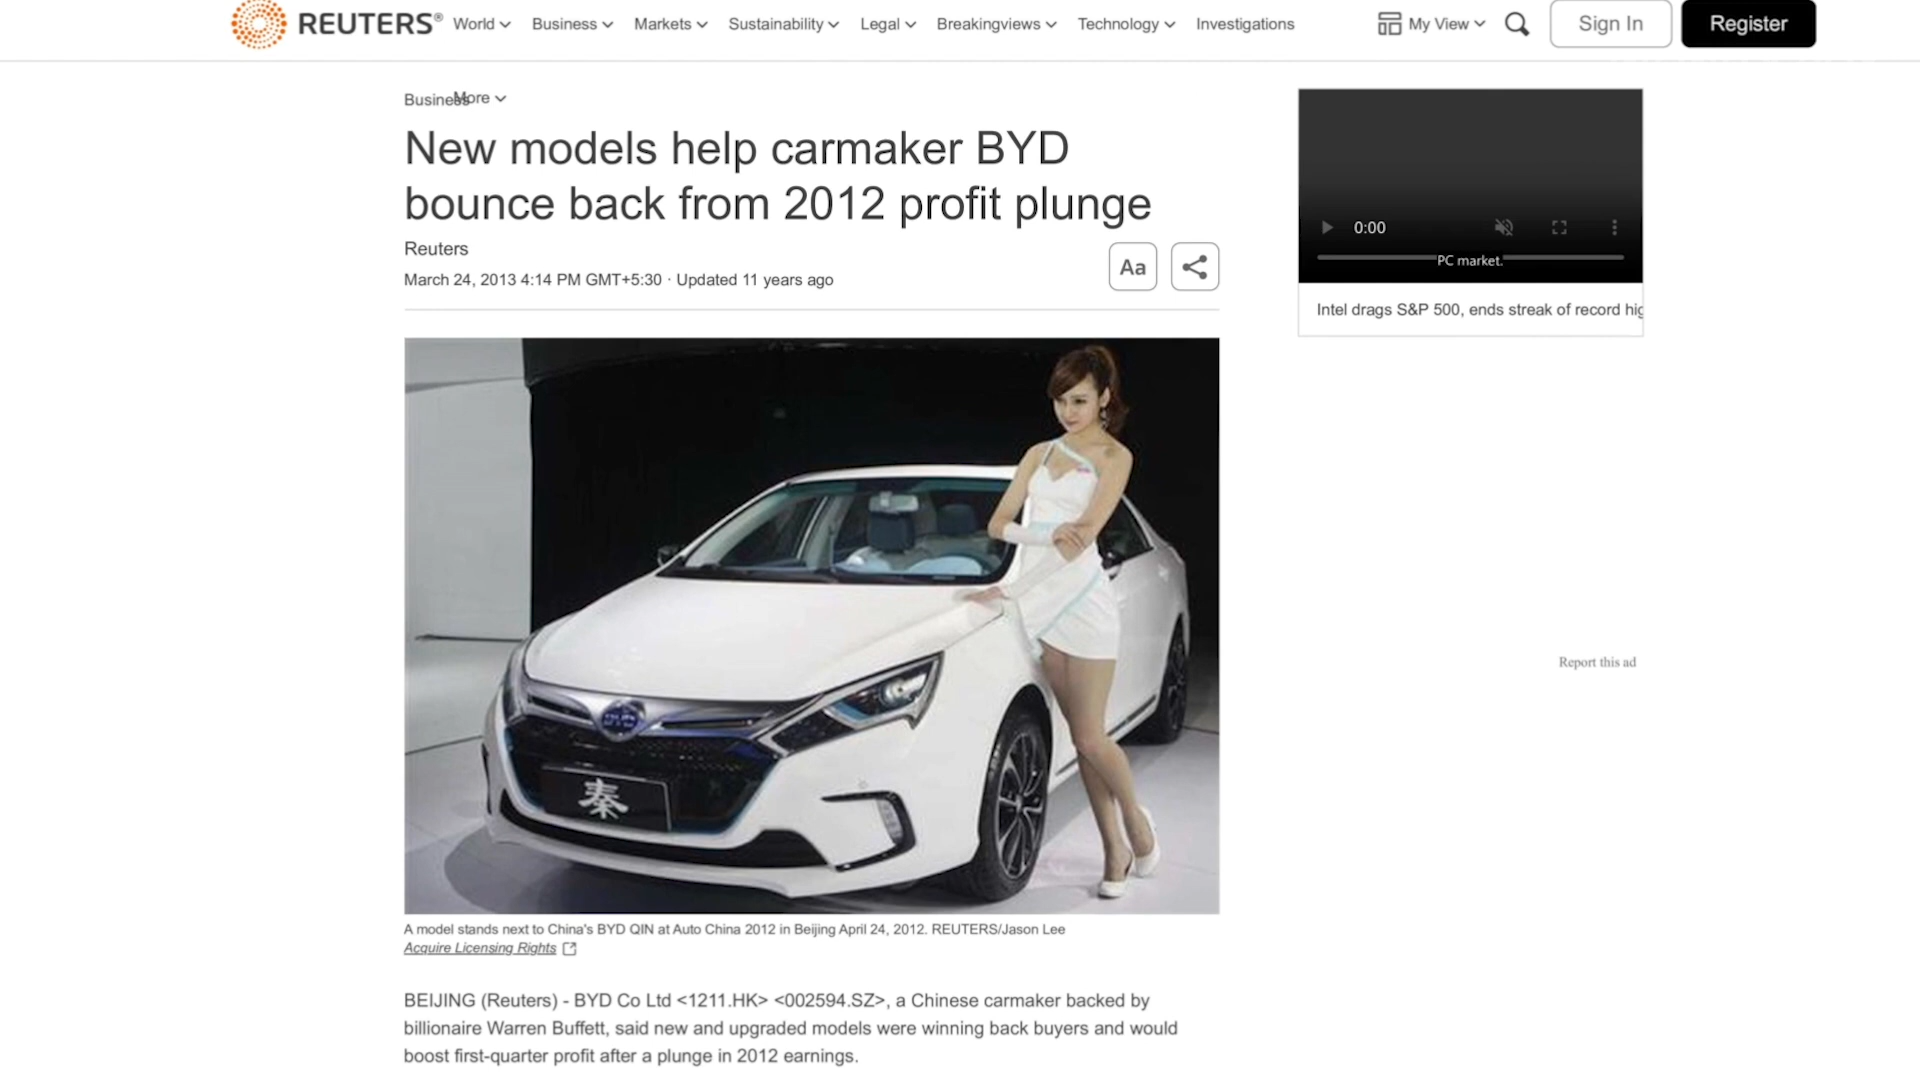 REUTERS®
World
Business
Markets
Sustainability
Legal
Breakingviews
Technology
Investigations
My View
Sign In
Register
Business
More
New models help carmaker BYD
bounce back from 2012 profit plunge
Reuters
March 24, 2013 4:14 PM GMT+5:30 · Updated 11 years ago
Aa
0:00
PC market.
Intel drags S&P 500, ends streak of record hig
Report this ad
秦
A model stands next to China's BYD QIN at Auto China 2012 in Beijing April 24, 2012. REUTERS/Jason Lee
Acquire Licensing Rights
BEIJING (Reuters) - BYD Co Ltd <1211.HK> <002594.SZ>, a Chinese carmaker backed by
billionaire Warren Buffett, said new and upgraded models were winning back buyers and would
boost first-quarter profit after a plunge in 2012 earnings.